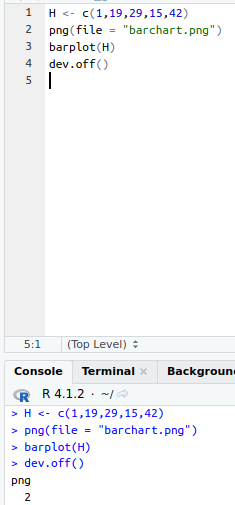 1 H <- c(1,19,29,15,42)
2 png(file = "barchart.png")
3 barplot(H)
4 dev.off()
5
5:1 (Top Level)
Console Terminal × Background
R R 4.1.2 · ~/
> H <- c(1,19,29,15,42)
> png(file = "barchart.png")
> barplot(H)
> dev.off()
png
2